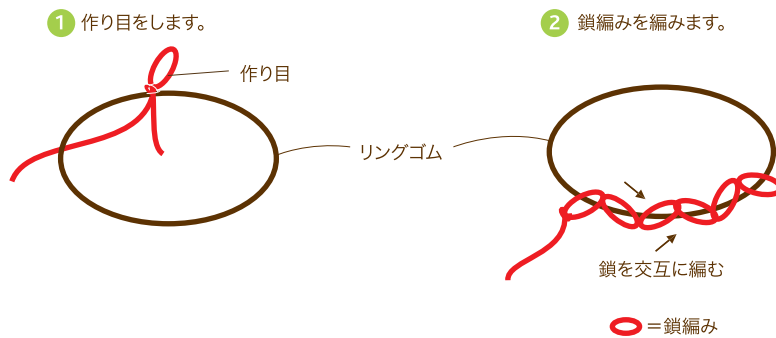 1 作り目をします。
作り目
リングゴム
2 鎖編みを編みます。
鎖を交互に編む
＝鎖編み